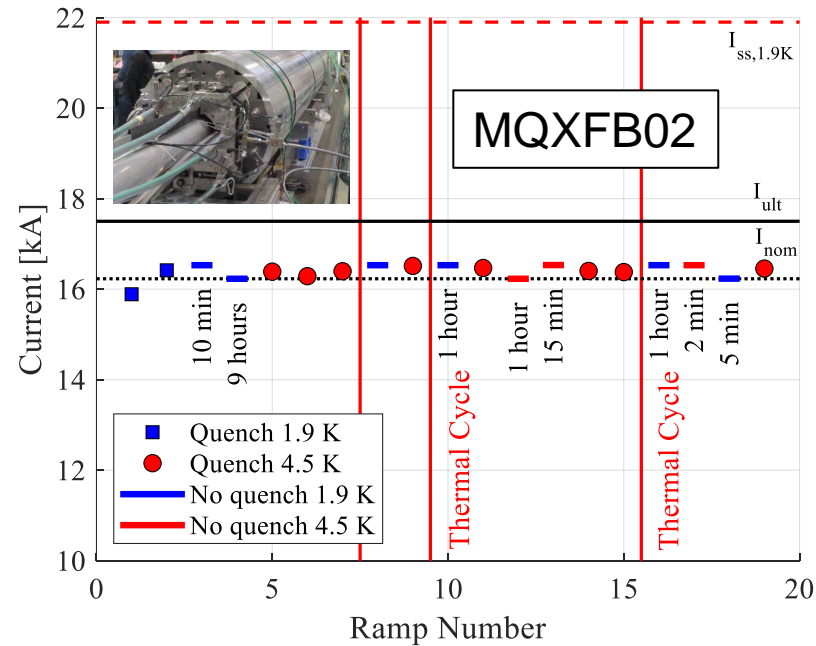 22
20
18
16
14
12
10
Current [kA]
I_ss,1.9K
MQXFB02
I_ult
I_nom
10 min
9 hours
1 hour
1 hour
15 min
1 hour
2 min
5 min
Thermal Cycle
Thermal Cycle
Quench 1.9 K
Quench 4.5 K
No quench 1.9 K
No quench 4.5 K
0 5 10 15 20
Ramp Number